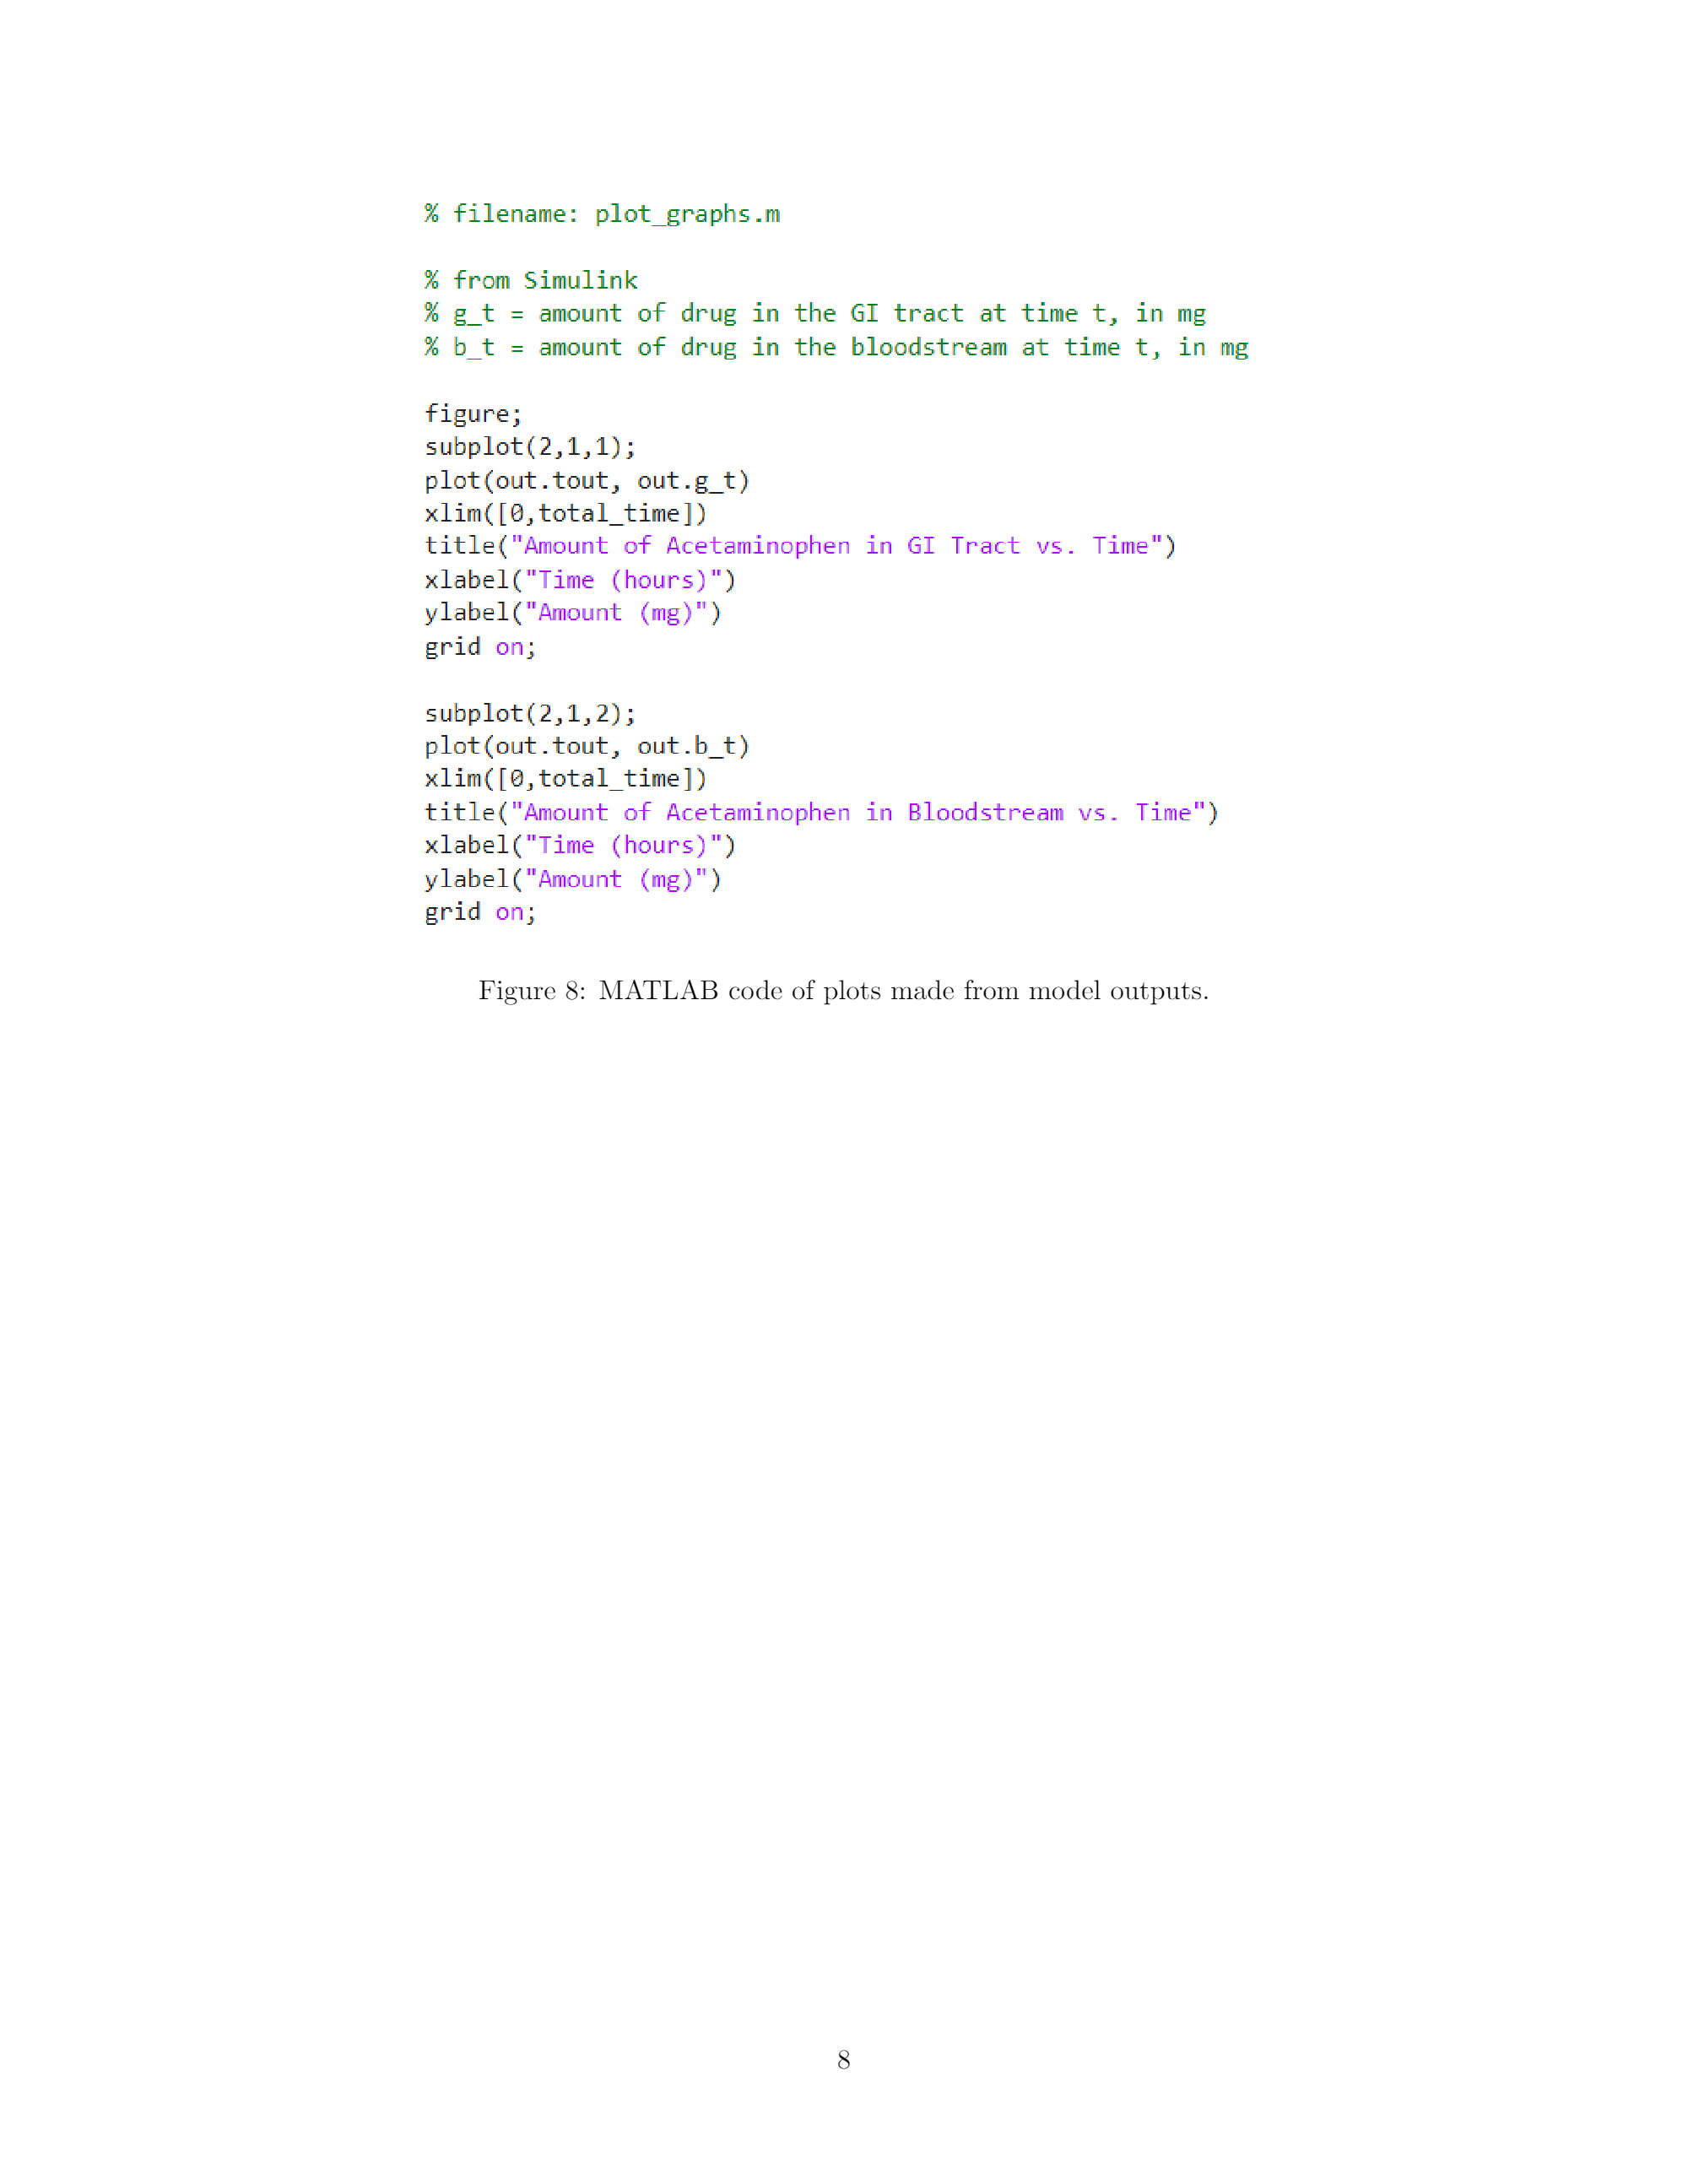 % filename: plot_graphs.m
% from Simulink
% g_t = amount of drug in the GI tract at time t, in mg
% b_t = amount of drug in the bloodstream at time t, in mg
figure;
subplot(2,1,1);
plot(out.tout, out.g_t)
xlim([0,total_time])
title("Amount of Acetaminophen in GI Tract vs. Time")
xlabel("Time (hours)")
ylabel("Amount (mg)")
grid on;
subplot(2,1,2);
plot(out.tout, out.b_t)
xlim([0,total_time])
title("Amount of Acetaminophen in Bloodstream vs. Time")
xlabel("Time (hours)")
ylabel("Amount (mg)")
grid on;
Figure 8: MATLAB code of plots made from model outputs.
8